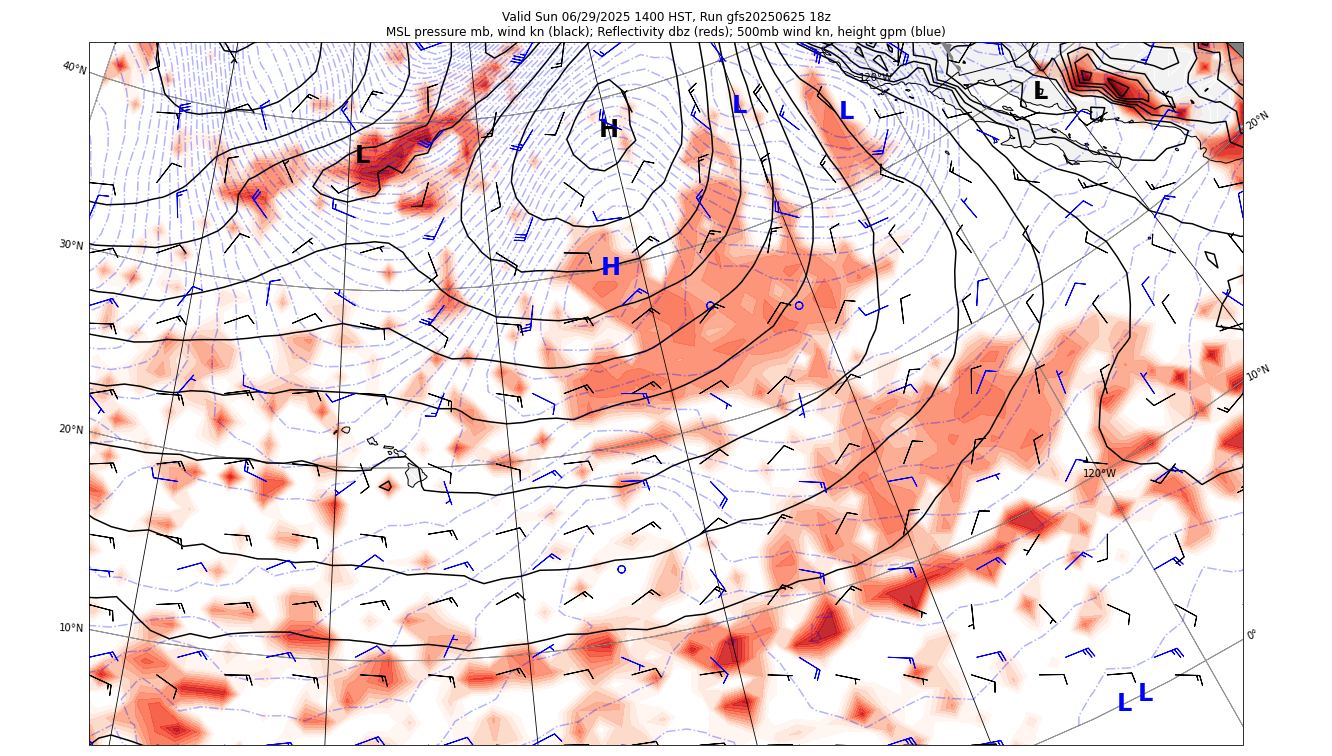 Valid Sun 06/29/2025 1400 HST, Run gfs20250625 18z
MSL pressure mb, wind kn (black); Reflectivity dbz (reds); 500mb wind kn, height gpm (blue)
40°N
120°W
L
L
L
H
20°N
L
30°N
H
10°N
20°N
120°W
10°N
0°
L
L